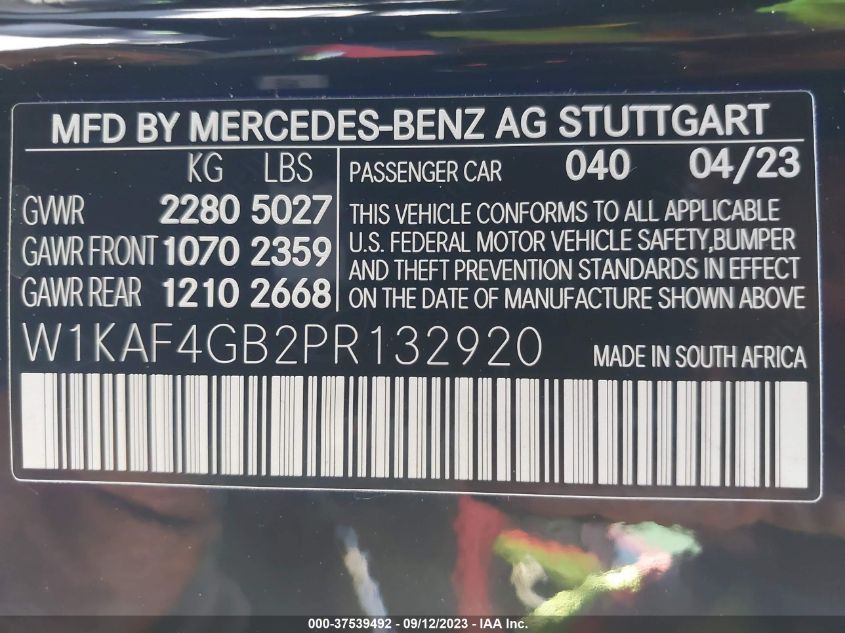 MFD BY MERCEDES-BENZ AG STUTTGART
KG LBS
GVWR 2280 5027
GAWR FRONT 1070 2359
GAWR REAR 1210 2668
PASSENGER CAR 040 04/23
THIS VEHICLE CONFORMS TO ALL APPLICABLE
U.S. FEDERAL MOTOR VEHICLE SAFETY,BUMPER
AND THEFT PREVENTION STANDARDS IN EFFECT
ON THE DATE OF MANUFACTURE SHOWN ABOVE
W1KAF4GB2PR132920 MADE IN SOUTH AFRICA
000-37539492 - 09/12/2023 - IAA Inc.